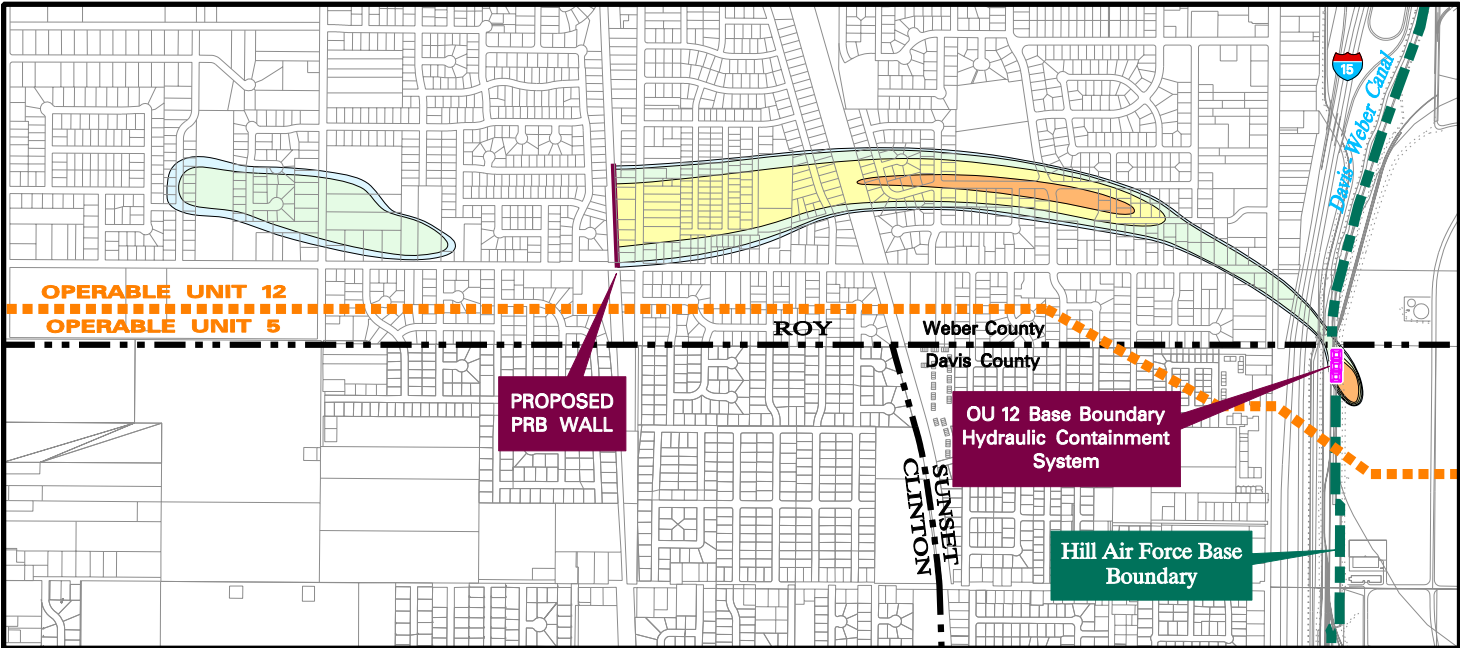 15
Davis - Weber Canal
OPERABLE UNIT 12
OPERABLE UNIT 5
ROY
Weber County
Davis County
PROPOSED
PRB WALL
OU 12 Base Boundary
Hydraulic Containment
System
SUNSET
CLINTON
Hill Air Force Base
Boundary